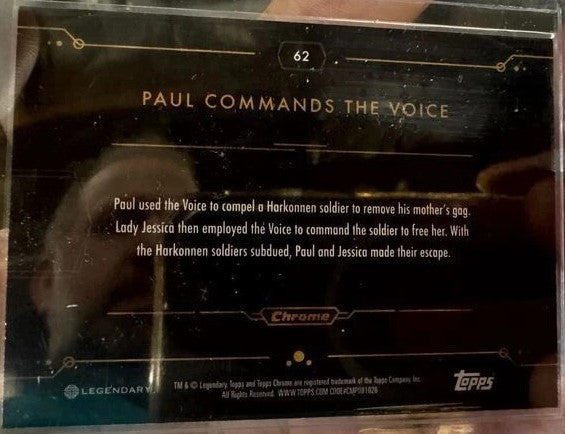 62
PAUL COMMANDS THE VOICE
Paul used the Voice to compel a Harkonnen soldier to remove his mother's gag.
Lady Jessica then employed the Voice to command the soldier to free her. With
the Harkonnen soldiers subdued, Paul and Jessica made their escape.
Chrome
LEGENDARY
TM & © Legendary. Topps and Topps Chrome are registered trademark of the Topps Company, Inc.
All Rights Reserved. WWW.TOPPS.COM
topps